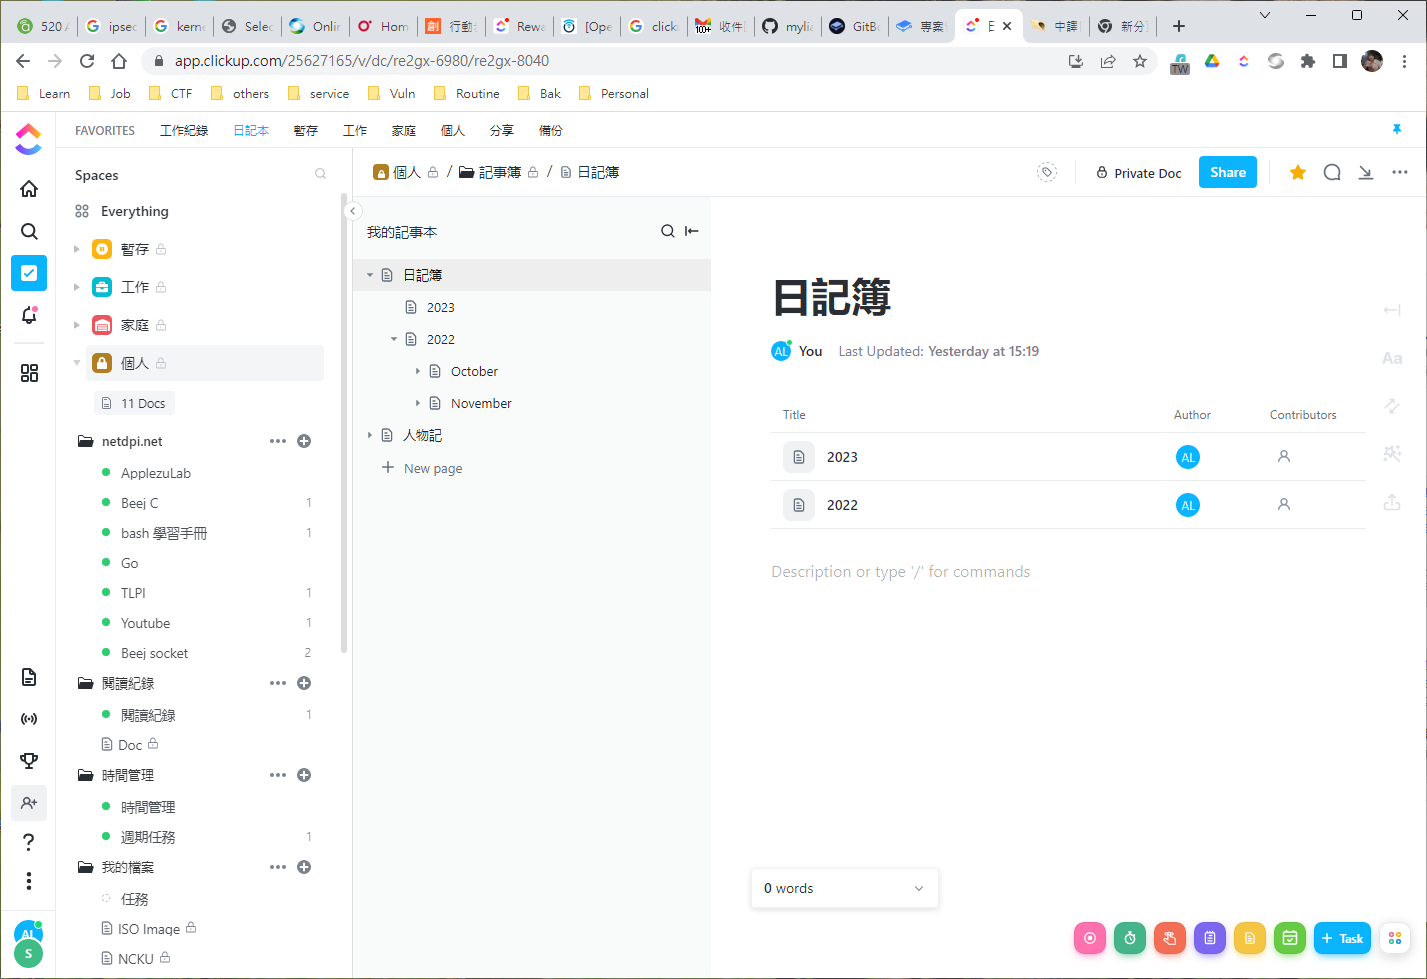 520 /
ipsec
kerne
Selec
Onlin
Hom
行動
Rewa
[Ope
click
收件
mylia
GitBo
專案
E
中譯
新分
app.clickup.com/25627165/v/dc/re2gx-6980/re2gx-8040
TW
Learn
Job
CTF
others
service
Vuln
Routine
Bak
Personal
FAVORITES
工作紀錄
日記本
暫存
工作
家庭
個人
分享
備份
Spaces
Everything
暫存
工作
家庭
個人
11 Docs
netdpi.net
ApplezuLab
Beej C 1
bash 學習手冊 1
Go
TLPI 1
Youtube 1
Beej socket 2
閱讀紀錄
閱讀紀錄 1
Doc
時間管理
時間管理
週期任務 1
我的檔案
任務
ISO Image
NCKU
AL
S
個人 / 記事簿 / 日記簿
Private Doc
Share
我的記事本
日記簿
2023
2022
October
November
人物記
New page
日記簿
AL You Last Updated: Yesterday at 15:19
Aa
Title Author Contributors
2023 AL
2022 AL
Description or type '/' for commands
0 words
+ Task